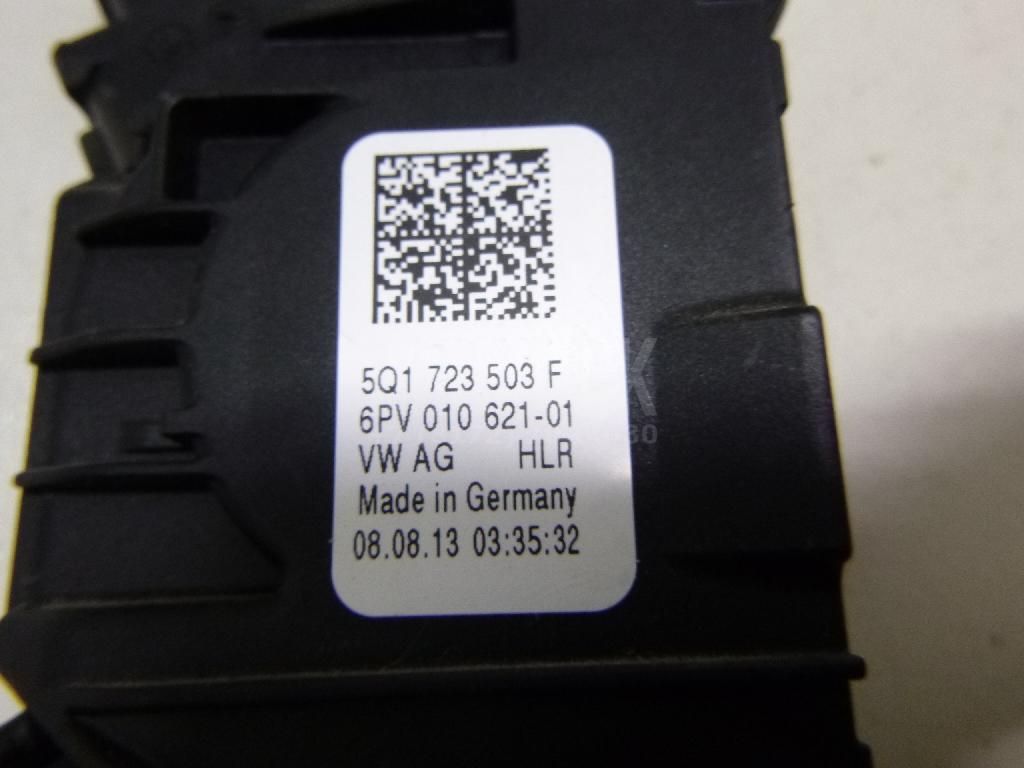 5Q1 723 503 F
6PV 010 621-01
VW AG HLR
Made in Germany
08.08.13 03:35:32